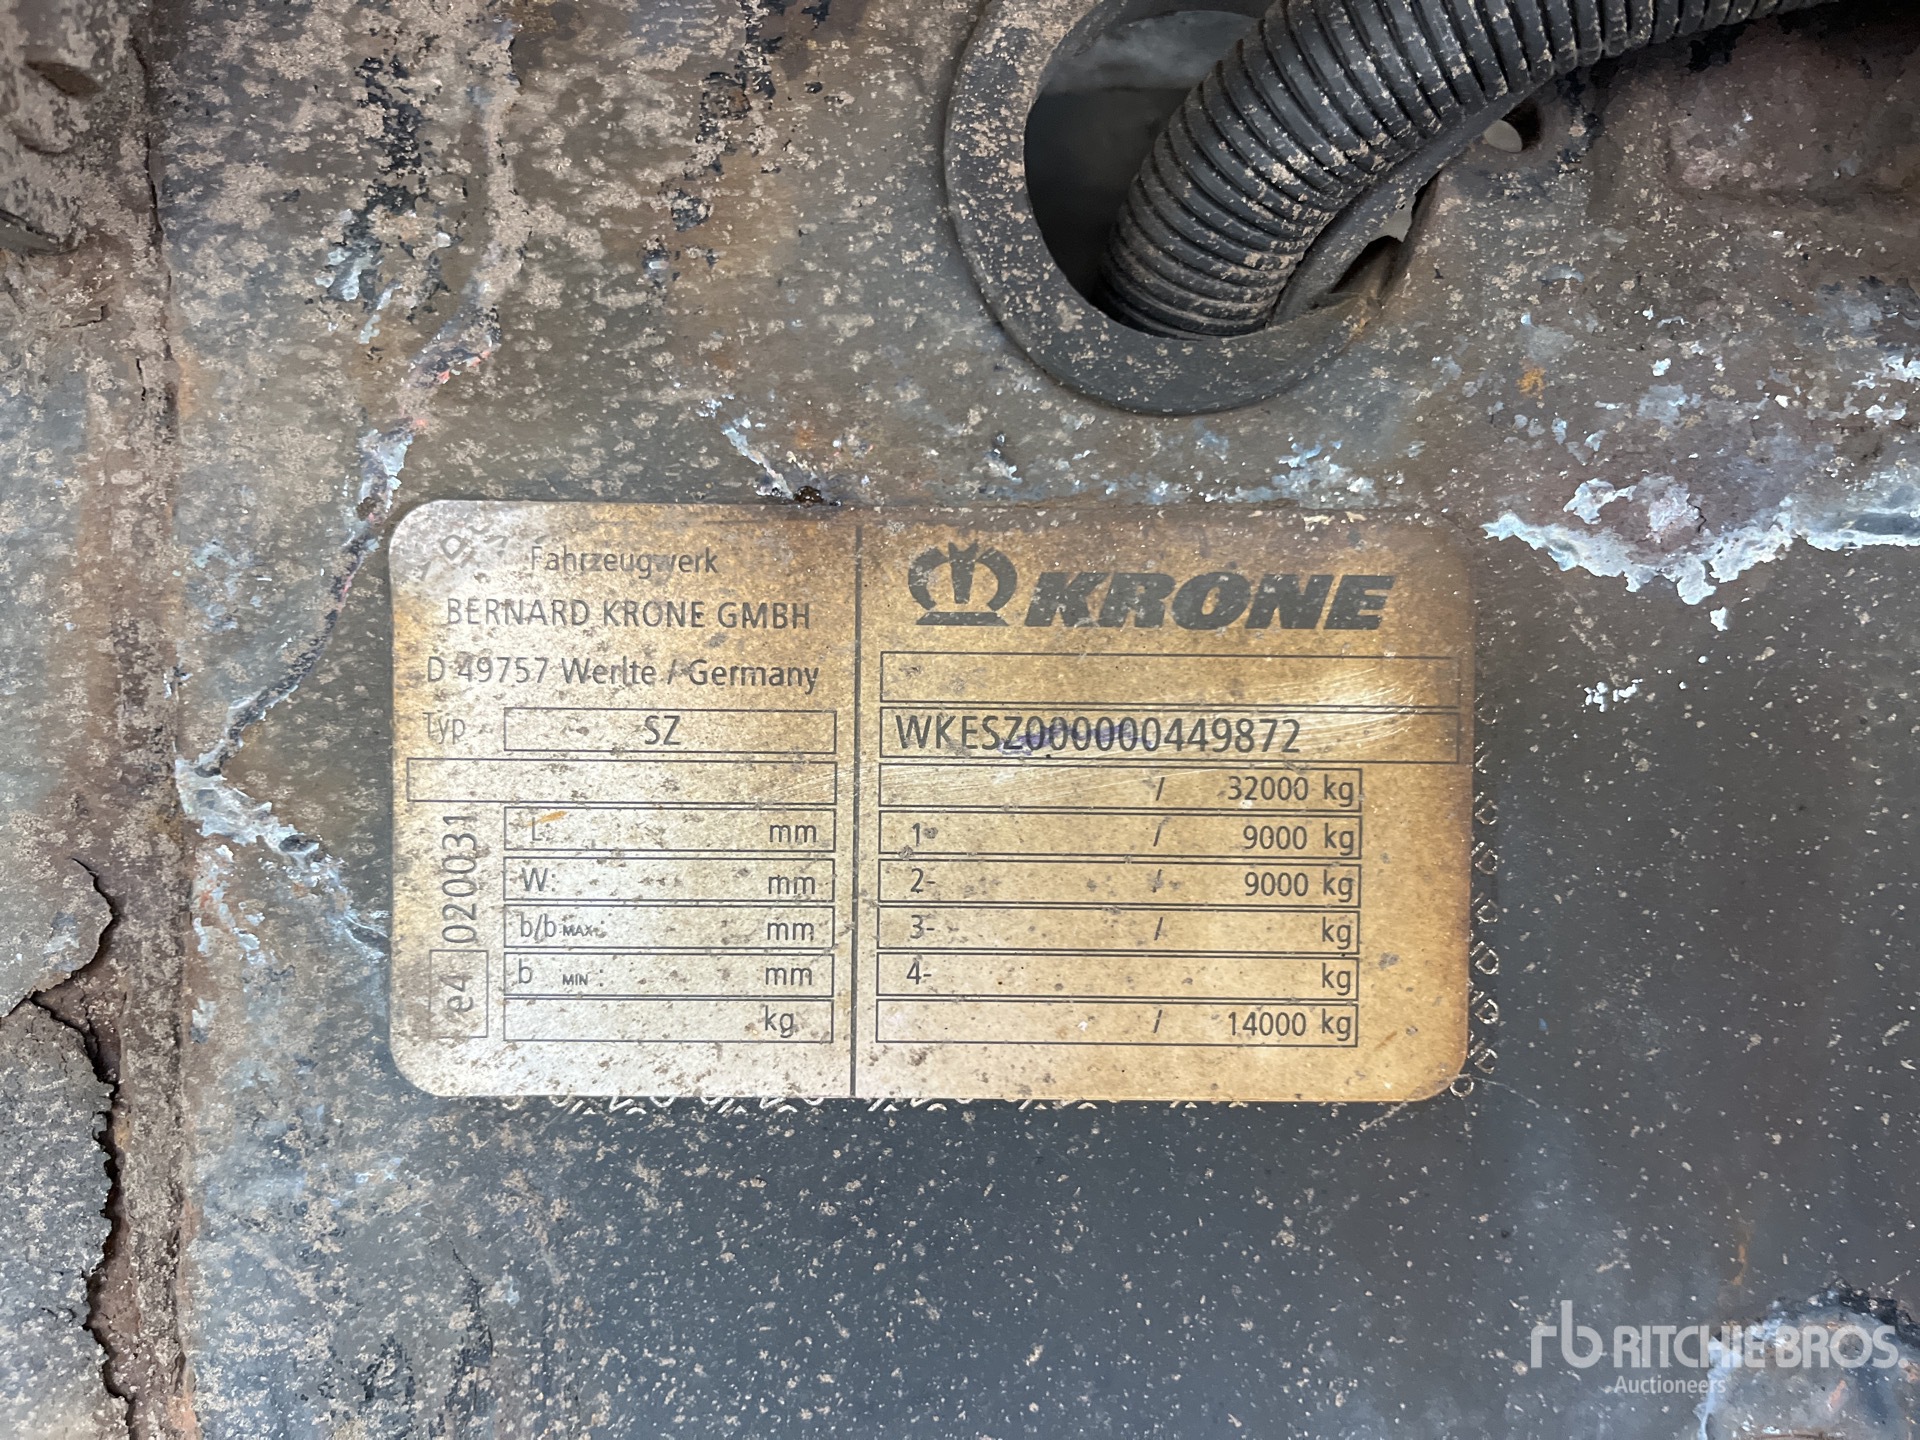 Fahrzeugwerk
BERNARD KRONE GMBH
D 49757 Werlte / Germany
Typ SZ
L: mm
W: mm
b/b MAX: mm
b MIN : mm
kg
e4 020031
KRONE
WKESZ000000449872
/ 32000 kg
1- / 9000 kg
2- / 9000 kg
3- / kg
4- kg
/ 14000 kg
rb RITCHIE BROS.
Auctioneers